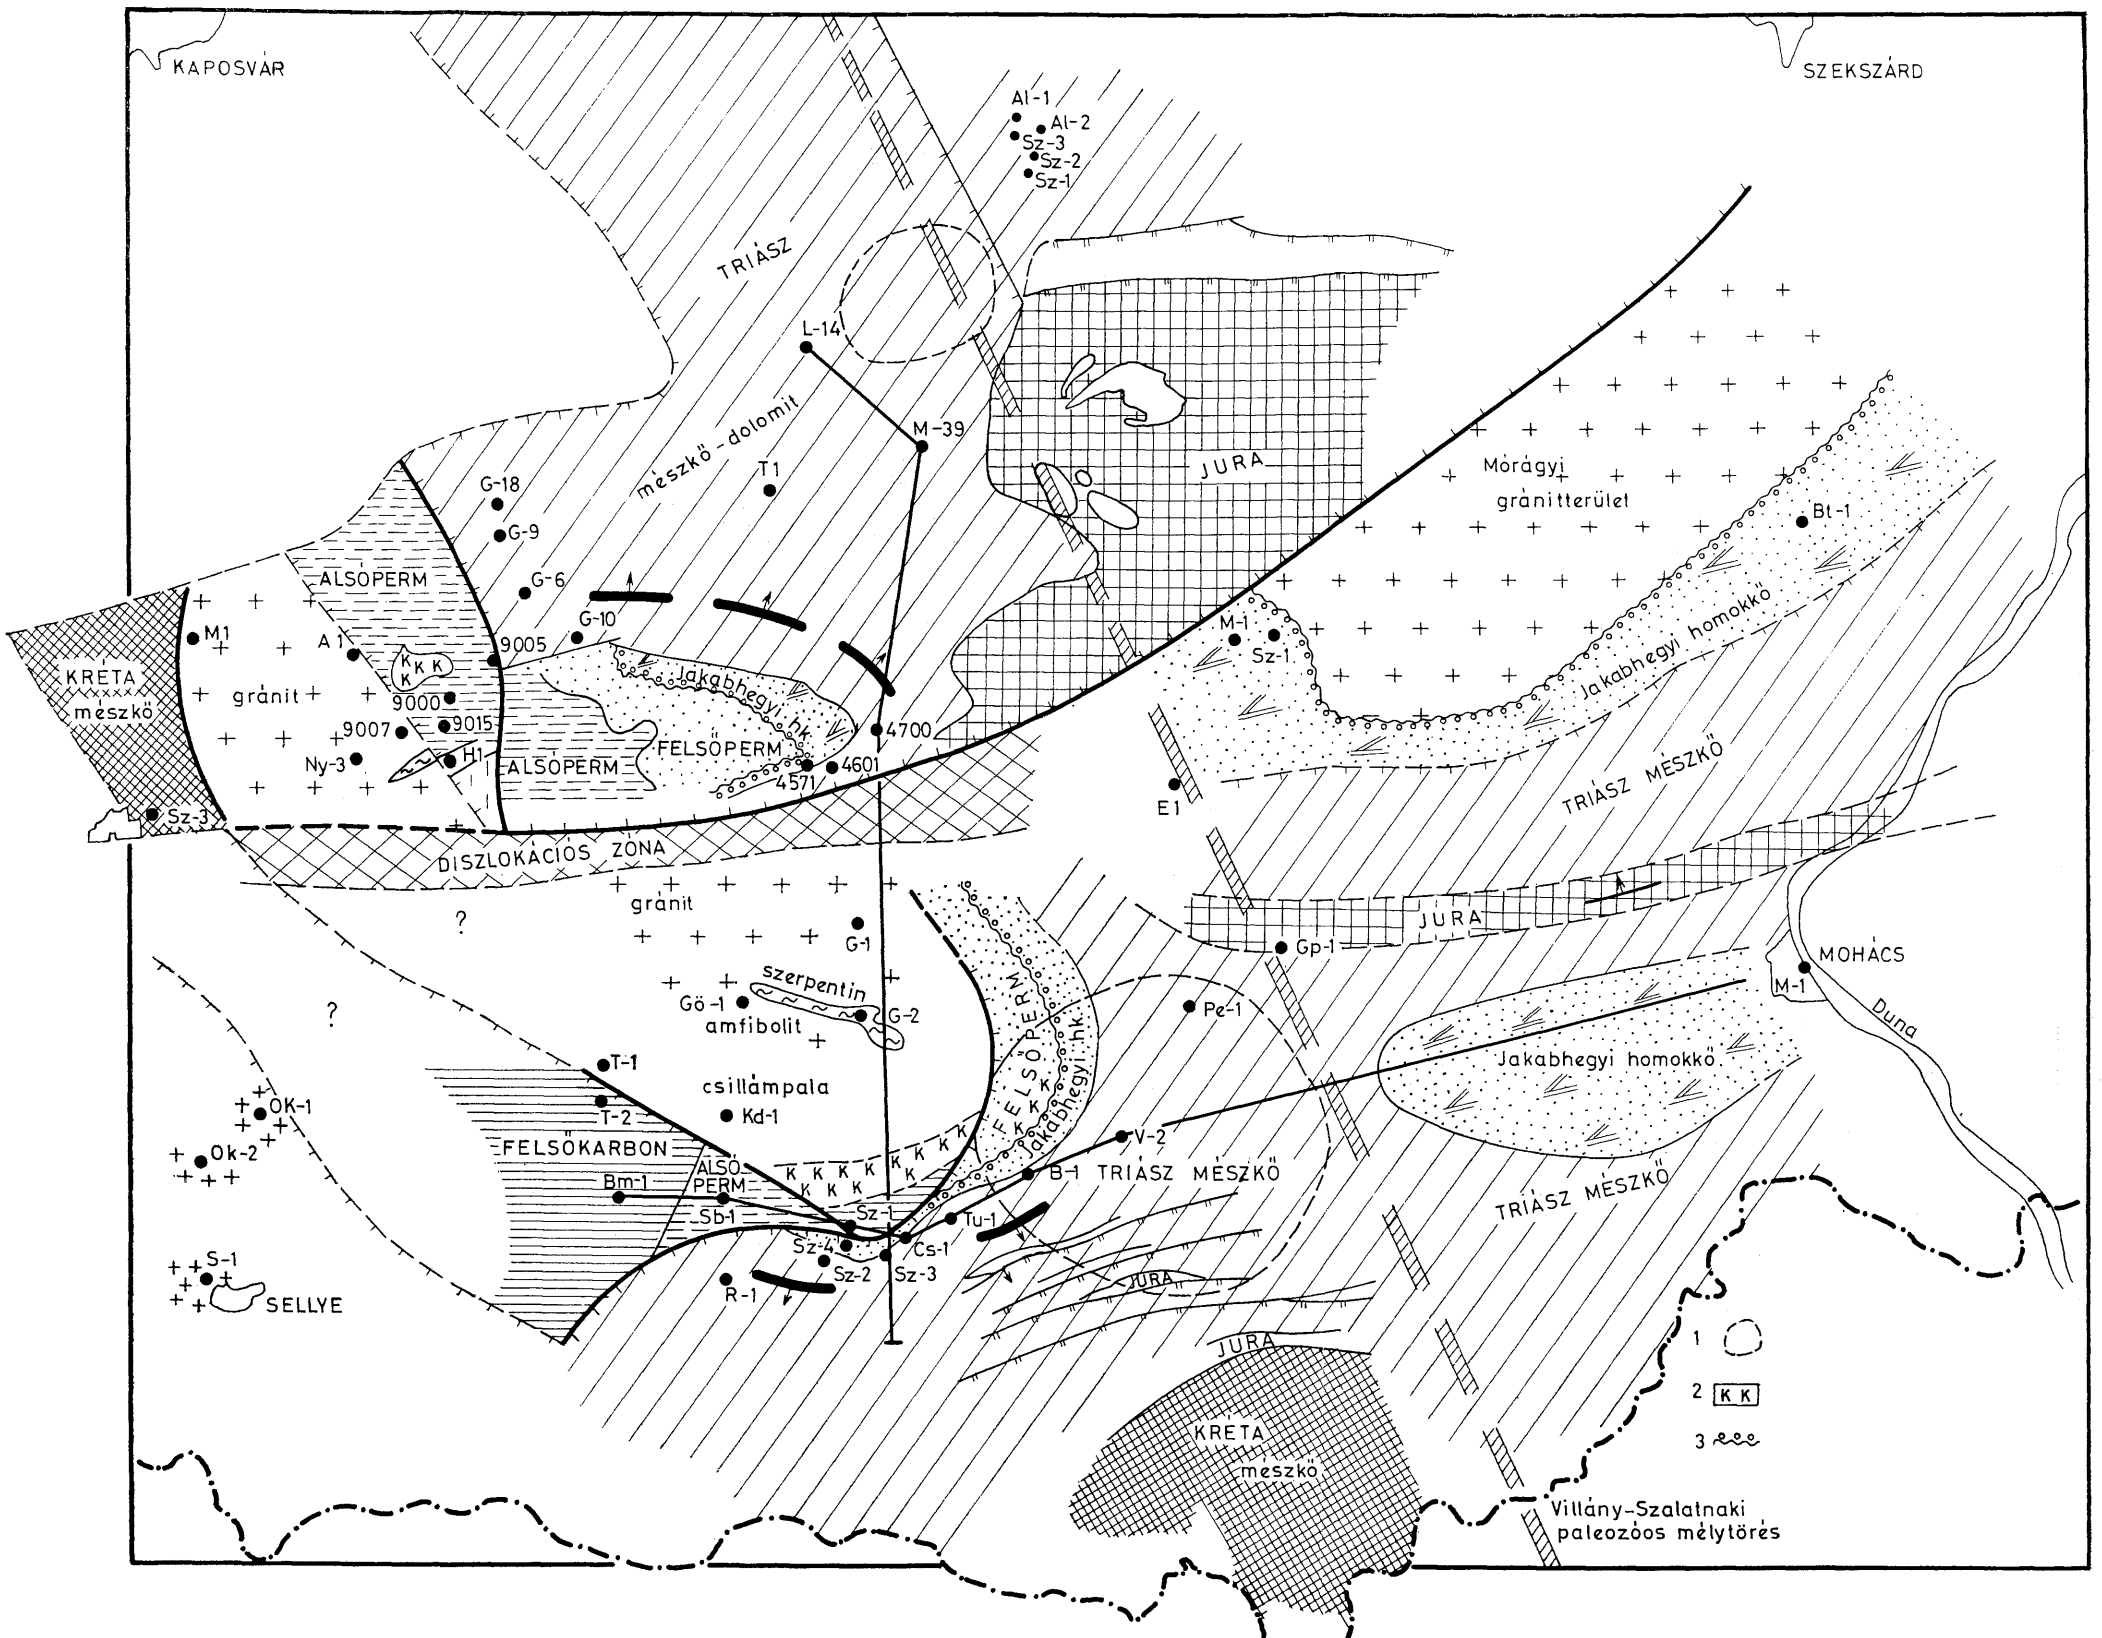 KAPOSVÁR
SZEKSZÁRD
Al-1
Al-2
Sz-3
Sz-2
Sz-1
TRIÁSZ
L-14
M-39
mészkő-dolomit
T1
JURA
G-18
G-9
G-6
G-10
Mórágyi
gránitterület
Bt-1
ALSÓPERM
M1
A1
K K K
K
9005
9000
9015
9007
H1
Ny-3
KRÉTA
mészkő
gránit
Sz-3
Jakabhegyi hk.
FELSŐPERM
ALSÓPERM
4700
4601
4571
M-1
Sz-1
Jakabhegyi homokkő
E1
TRIÁSZ MÉSZKŐ
DISZLOKÁCIÓS ZÓNA
?
?
gránit
G-1
szerpentin
Gö-1
G-2
amfibolit
JURA
Gp-1
MOHÁCS
M-1
Duna
Pe-1
FELSŐPERM
Jakabhegyi hk.
Jakabhegyi homokkő
T-1
T-2
csillámpala
Kd-1
OK-1
Ok-2
S-1
SELLYE
FELSŐKARBON
ALSÓ
PERM
K K K K K K K
K K K K
Bm-1
Sb-1
Sz-1
V-2
B-1 TRIÁSZ MÉSZKŐ
Tu-1
Cs-1
Sz-4
Sz-2
Sz-3
R-1
TRIÁSZ MÉSZKŐ
JURA
JURA
KRÉTA
mészkő
1
2 K K
3
Villány-Szalatnaki
paleozóos mélytörés